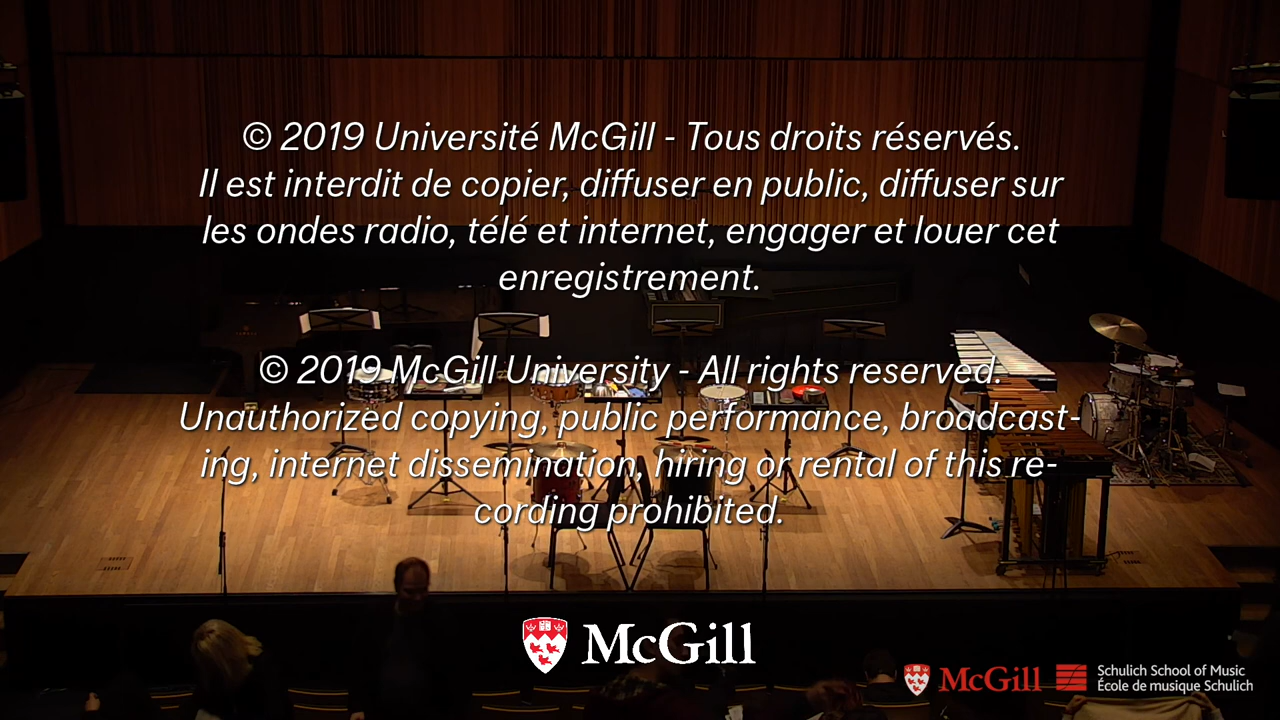 © 2019 Université McGill - Tous droits réservés.
Il est interdit de copier, diffuser en public, diffuser sur
les ondes radio, télé et internet, engager et louer cet
enregistrement.
© 2019 McGill University - All rights reserved.
Unauthorized copying, public performance, broadcast-
ing, internet dissemination, hiring or rental of this re-
cording prohibited.
McGill
McGill
Schulich School of Music
École de musique Schulich